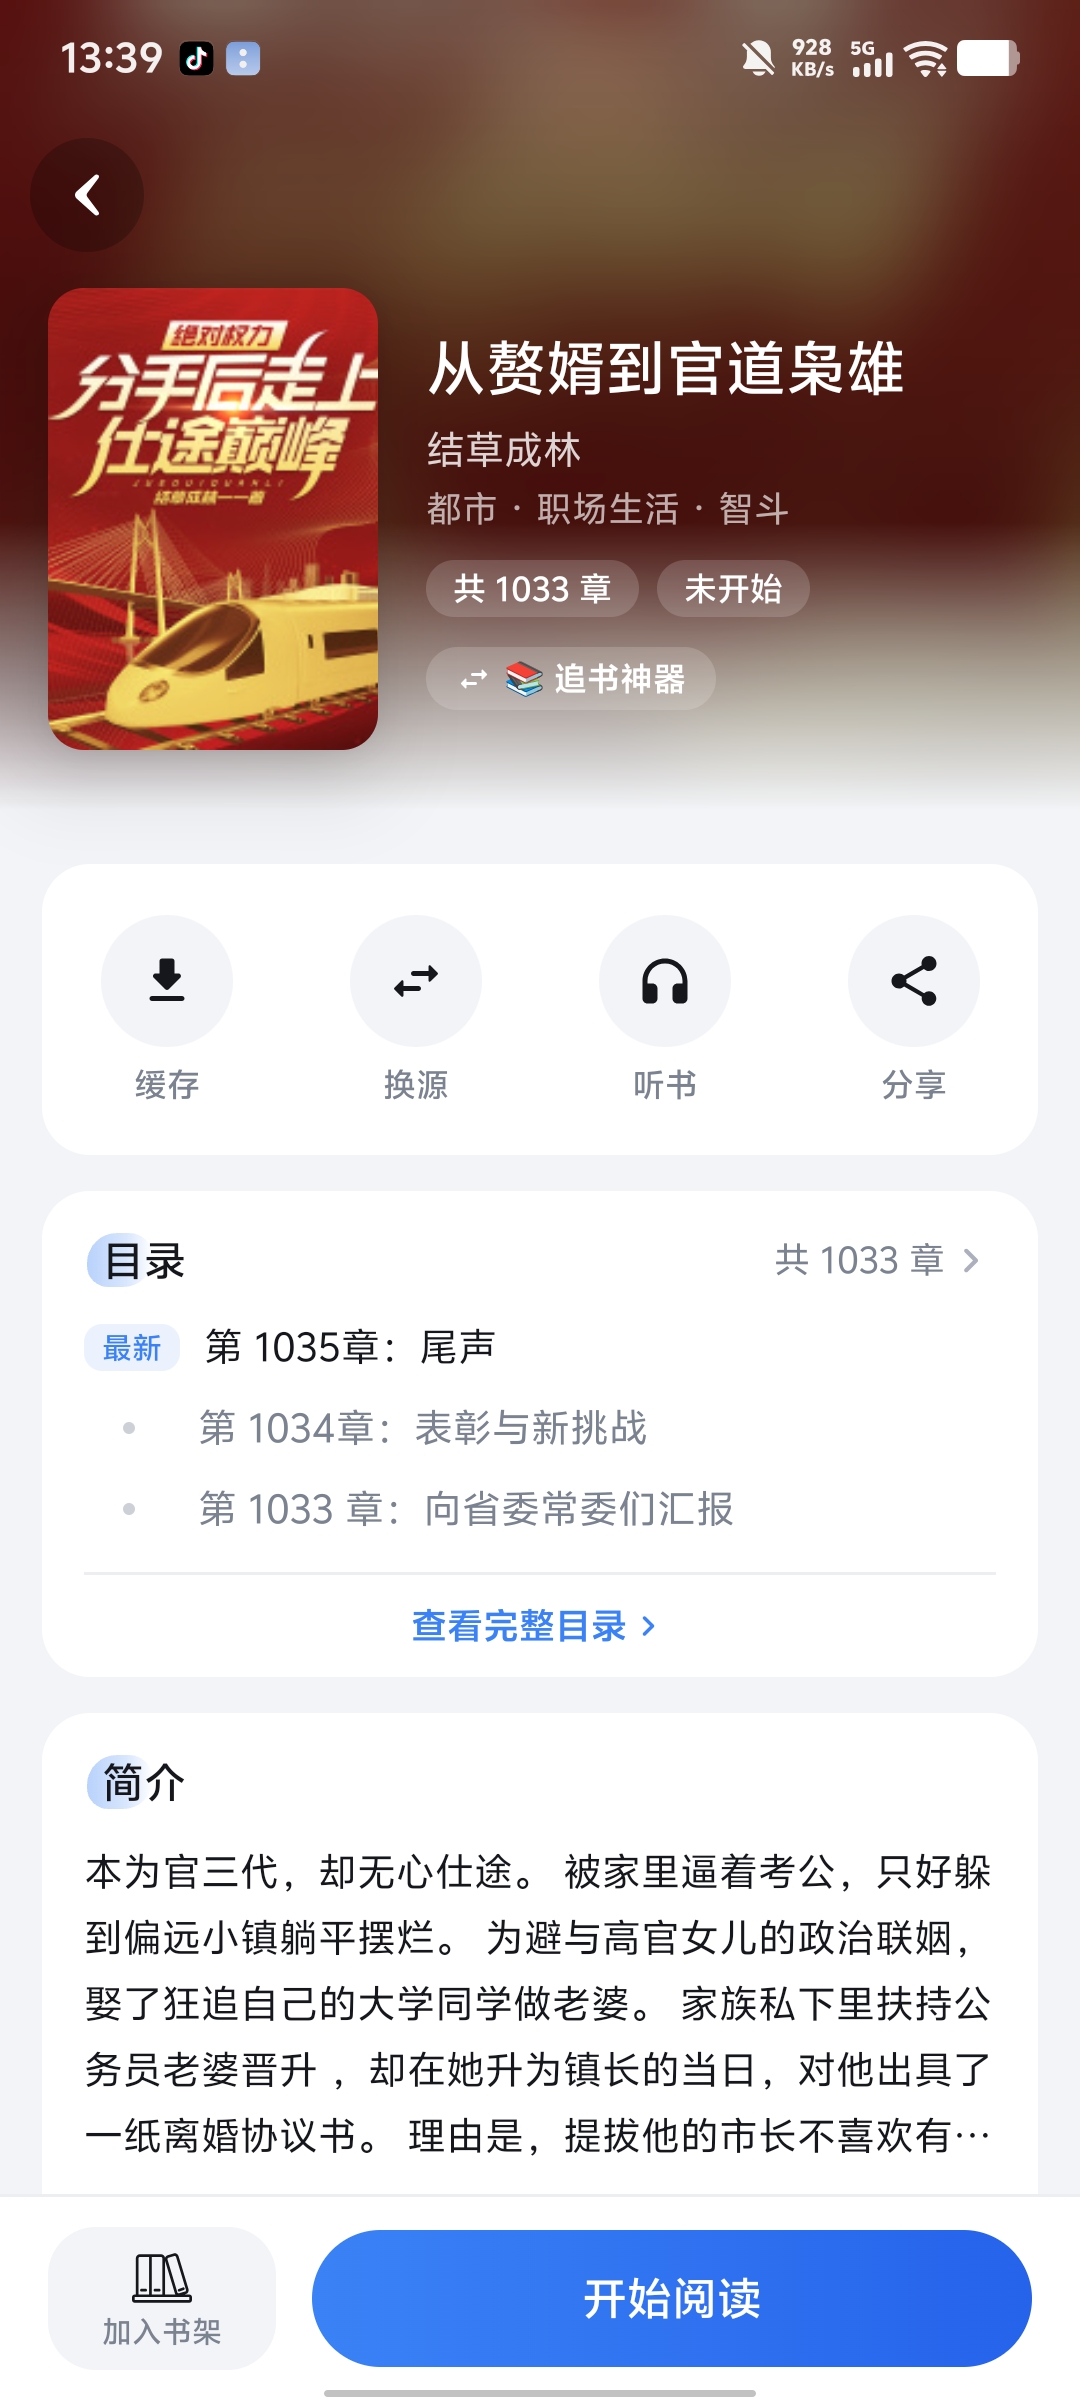 13:39
928 KB/s 5G
绝对权力
分手后走上
仕途巅峰
JUEDUIQUANLI
结草成林一一著
从赘婿到官道枭雄
结草成林
都市 · 职场生活 · 智斗
共 1033 章 未开始
📚 追书神器
缓存 换源 听书 分享
目录 共 1033 章 >
最新 第 1035章：尾声
第 1034章：表彰与新挑战
第 1033 章：向省委常委们汇报
查看完整目录 >
简介
本为官三代，却无心仕途。 被家里逼着考公，只好躲
到偏远小镇躺平摆烂。 为避与高官女儿的政治联姻，
娶了狂追自己的大学同学做老婆。 家族私下里扶持公
务员老婆晋升 ，却在她升为镇长的当日，对他出具了
一纸离婚协议书。 理由是，提拔他的市长不喜欢有…
加入书架
开始阅读